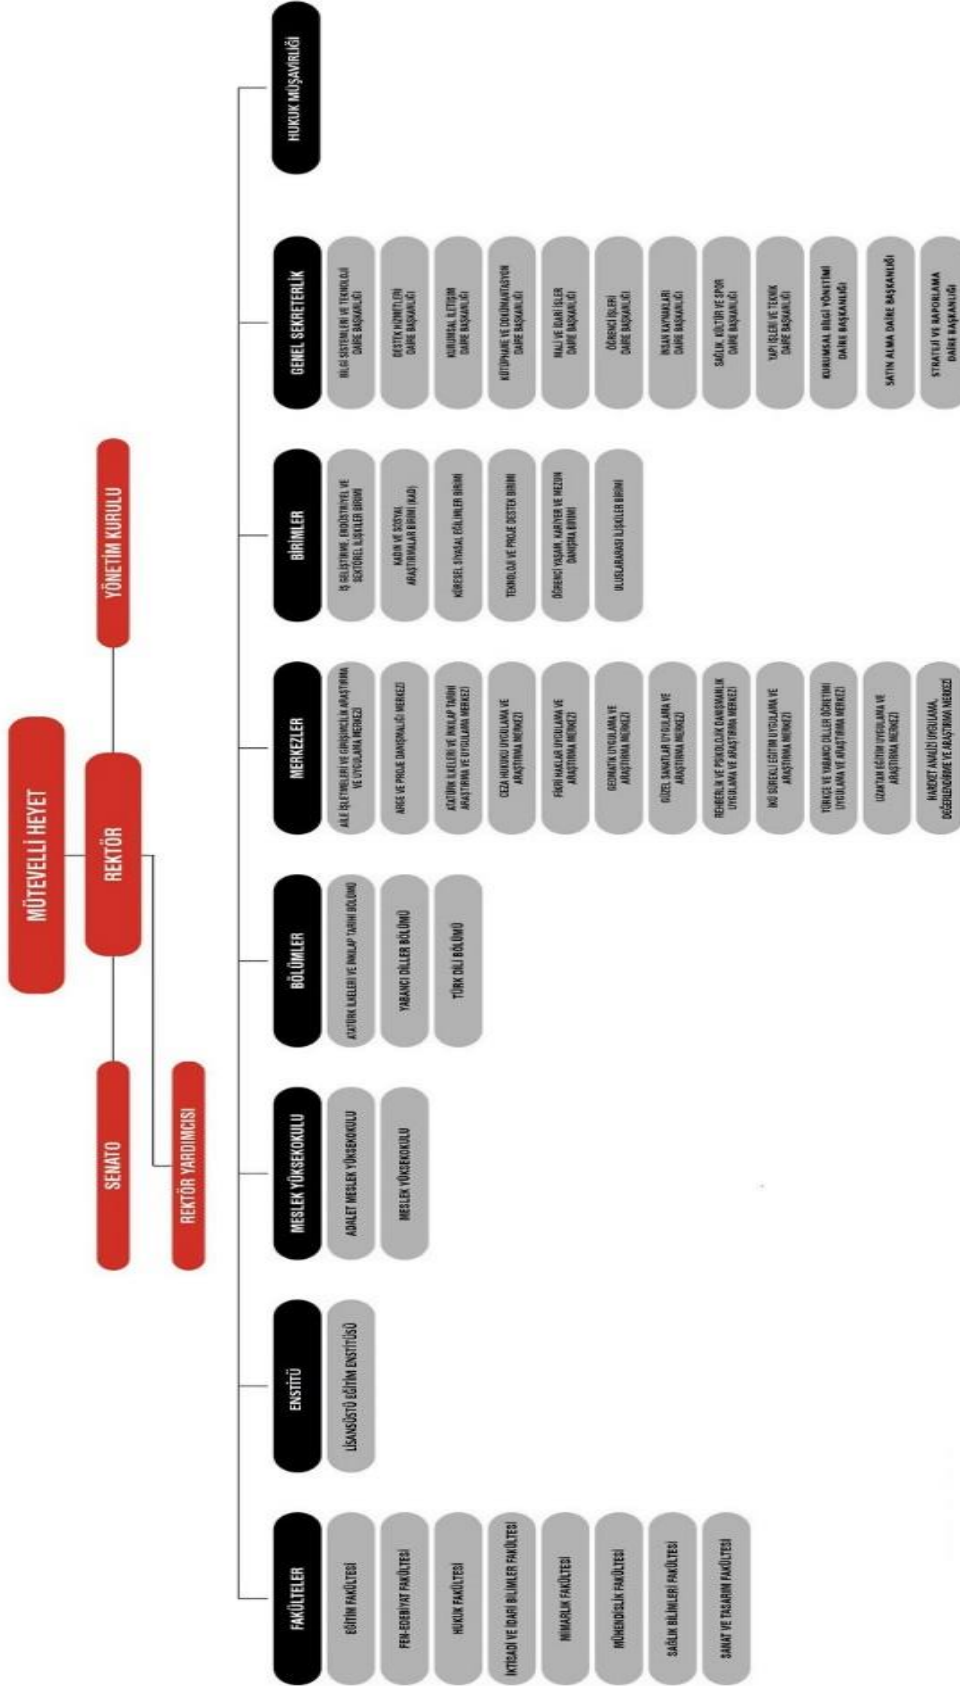 MÜTEVELLİ HEYET
REKTÖR
SENATO
YÖNETİM KURULU
REKTÖR YARDIMCISI
FAKÜLTELER
EĞİTİM FAKÜLTESİ
FEN-EDEBİYAT FAKÜLTESİ
HUKUK FAKÜLTESİ
İKTİSADİ VE İDARİ BİLİMLER FAKÜLTESİ
MİMARLIK FAKÜLTESİ
MÜHENDİSLİK FAKÜLTESİ
SAĞLIK BİLİMLERİ FAKÜLTESİ
SANAT VE TASARIM FAKÜLTESİ
ENSTİTÜ
LİSANSÜSTÜ EĞİTİM ENSTİTÜSÜ
MESLEK YÜKSEKOKULU
ADALET MESLEK YÜKSEKOKULU
MESLEK YÜKSEKOKULU
BÖLÜMLER
ATATÜRK İLKELERİ VE İNKILAP TARİHİ BÖLÜMÜ
YABANCI DİLLER BÖLÜMÜ
TÜRK DİLİ BÖLÜMÜ
MERKEZLER
AİLE İŞLETMELERİ VE GİRİŞİMCİLİK ARAŞTIRMA
VE UYGULAMA MERKEZİ
ARGE VE PROJE DANIŞMALIĞI MERKEZİ
ATATÜRK İLKELERİ VE İNKILAP TARİHİ
ARAŞTIRMA VE UYGULAMA MERKEZİ
CEZA HUKUKU UYGULAMA VE
ARAŞTIRMA MERKEZİ
FİKRİ HAKLAR UYGULAMA VE
ARAŞTIRMA MERKEZİ
GEOMATİK UYGULAMA VE
ARAŞTIRMA MERKEZİ
GÜZEL SANATLAR UYGULAMA VE
ARAŞTIRMA MERKEZİ
REHBERLİK VE PSİKOLOJİK DANIŞMANLIK
UYGULAMA VE ARAŞTIRMA MERKEZİ
İKÜ SÜREKLİ EĞİTİM UYGULAMA VE
ARAŞTIRMA MERKEZİ
TÜRKÇE VE YABANCI DİLLER ÖĞRETİMİ
UYGULAMA VE ARAŞTIRMA MERKEZİ
UZAKTAN EĞİTİM UYGULAMA VE
ARAŞTIRMA MERKEZİ
HAREKET ANALİZİ UYGULAMA,
DEĞERLENDİRME VE ARAŞTIRMA MERKEZİ
BİRİMLER
İŞ GELİŞTİRME, ENDÜSTRİYEL VE
SEKTÖREL İLİŞKİLER BİRİMİ
KADIN VE SOSYAL
ARAŞTIRMALAR BİRİMİ (KAD)
KÜRESEL SİYASAL EĞİLİMLER BİRİMİ
TEKNOLOJİ VE PROJE DESTEK BİRİMİ
ÖĞRENCİ YAŞAM, KARİYER VE MEZUN
DANIŞMA BİRİMİ
ULUSLARARASI İLİŞKİLER BİRİMİ
GENEL SEKRETERLİK
BİLGİ SİSTEMLERİ VE TEKNOLOJİ
DAİRE BAŞKANLIĞI
DESTEK HİZMETLERİ
DAİRE BAŞKANLIĞI
KURUMSAL İLETİŞİM
DAİRE BAŞKANLIĞI
KÜTÜPHANE VE DOKÜMANTASYON
DAİRE BAŞKANLIĞI
MALİ VE İDARİ İŞLER
DAİRE BAŞKANLIĞI
ÖĞRENCİ İŞLERİ
DAİRE BAŞKANLIĞI
İNSAN KAYNAKLARI
DAİRE BAŞKANLIĞI
SAĞLIK, KÜLTÜR VE SPOR
DAİRE BAŞKANLIĞI
YAPI İŞLERİ VE TEKNİK
DAİRE BAŞKANLIĞI
KURUMSAL BİLGİ YÖNETİMİ
DAİRE BAŞKANLIĞI
SATIN ALMA DAİRE BAŞKANLIĞI
STRATEJİ VE RAPORLAMA
DAİRE BAŞKANLIĞI
HUKUK MÜŞAVİRLİĞİ